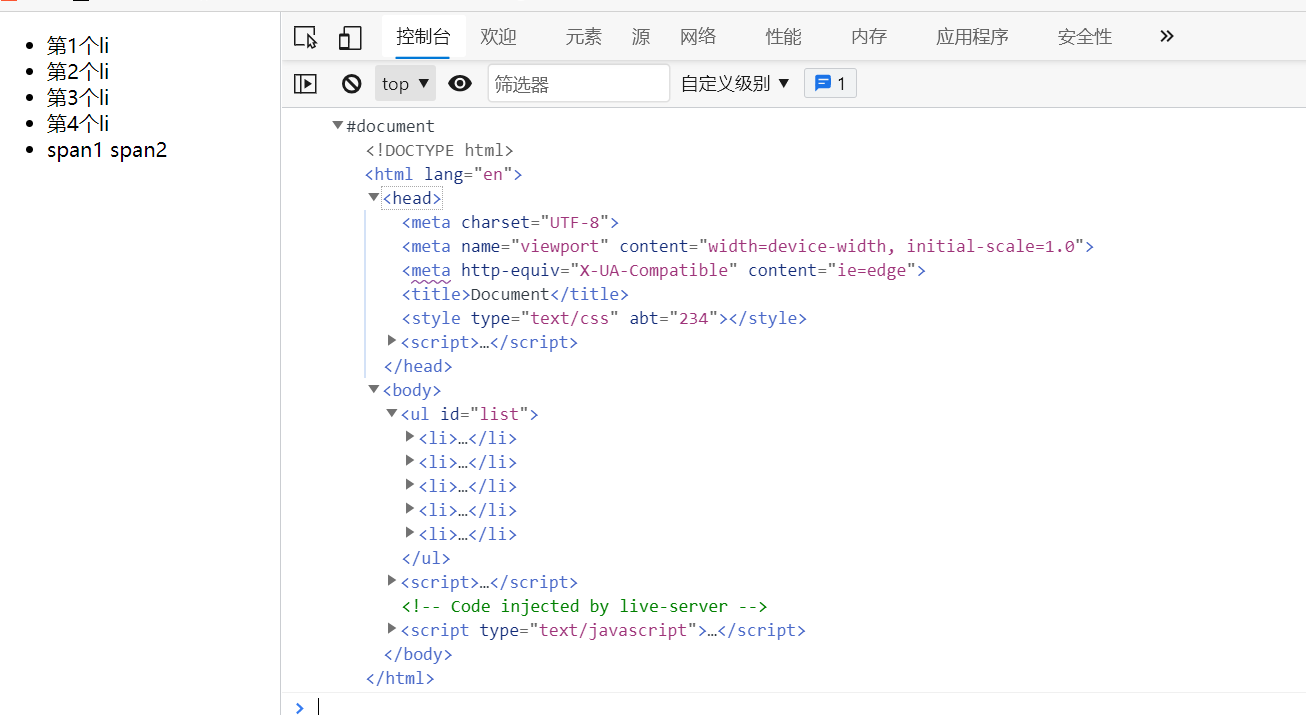 第1个li
第2个li
第3个li
第4个li
span1 span2
控制台 欢迎 元素 源 网络 性能 内存 应用程序 安全性
top 筛选器 自定义级别 1
#document
<!DOCTYPE html>
<html lang="en">
<head>
<meta charset="UTF-8">
<meta name="viewport" content="width=device-width, initial-scale=1.0">
<meta http-equiv="X-UA-Compatible" content="ie=edge">
<title>Document</title>
<style type="text/css" abt="234"></style>
<script>…</script>
</head>
<body>
<ul id="list">
<li>…</li>
<li>…</li>
<li>…</li>
<li>…</li>
<li>…</li>
</ul>
<script>…</script>
<!-- Code injected by live-server -->
<script type="text/javascript">…</script>
</body>
</html>